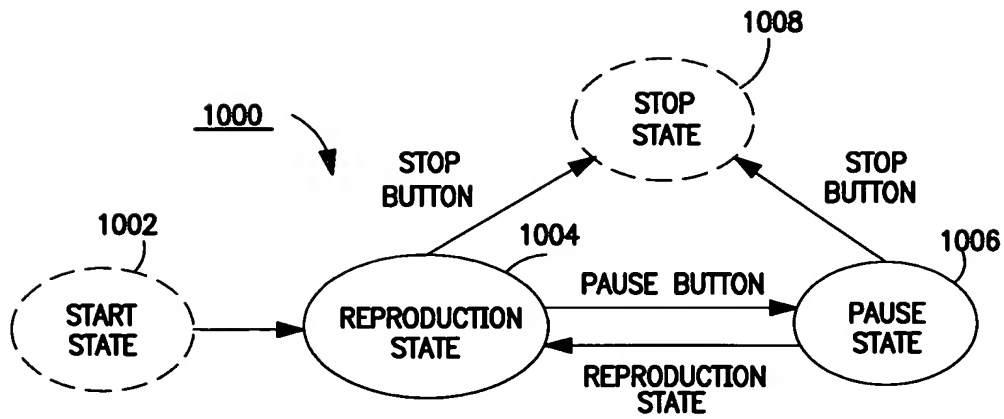 1008
STOP
STATE
1000
STOP
BUTTON
STOP
BUTTON
1002
1004
1006
START
STATE
REPRODUCTION
STATE
PAUSE BUTTON
PAUSE
STATE
REPRODUCTION
STATE